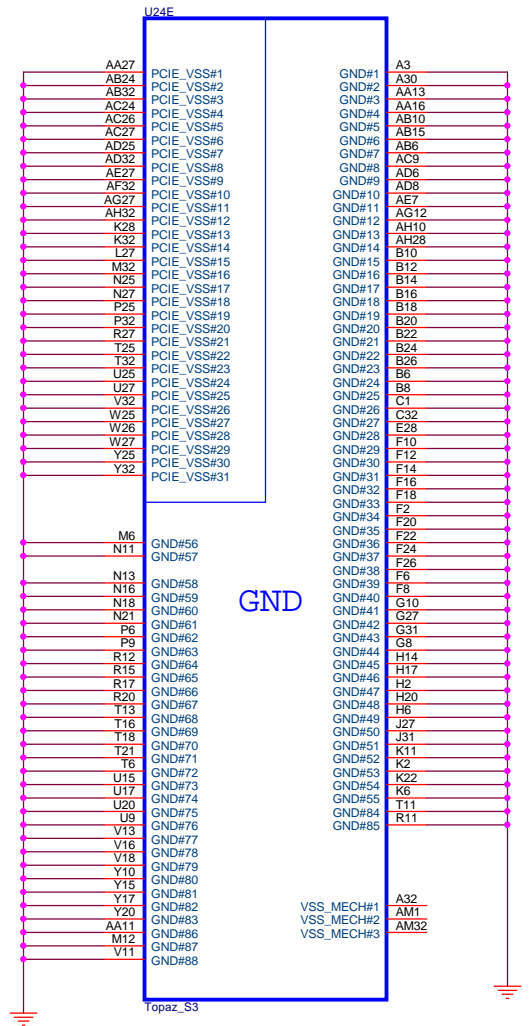 U24E
AA27 PCIE_VSS#1 GND#1 A3
AB24 PCIE_VSS#2 GND#2 A30
AB32 PCIE_VSS#3 GND#3 AA13
AC24 PCIE_VSS#4 GND#4 AA16
AC26 PCIE_VSS#5 GND#5 AB10
AC27 PCIE_VSS#6 GND#6 AB15
AD25 PCIE_VSS#7 GND#7 AB6
AD32 PCIE_VSS#8 GND#8 AC9
AE27 PCIE_VSS#9 GND#9 AD6
AF32 PCIE_VSS#10 GND#10 AD8
AG27 PCIE_VSS#11 GND#11 AE7
AH32 PCIE_VSS#12 GND#12 AG12
K28 PCIE_VSS#13 GND#13 AH10
K32 PCIE_VSS#14 GND#14 AH28
L27 PCIE_VSS#15 GND#15 B10
M32 PCIE_VSS#16 GND#16 B12
N25 PCIE_VSS#17 GND#17 B14
N27 PCIE_VSS#18 GND#18 B16
P25 PCIE_VSS#19 GND#19 B18
P32 PCIE_VSS#20 GND#20 B20
R27 PCIE_VSS#21 GND#21 B22
T25 PCIE_VSS#22 GND#22 B24
T32 PCIE_VSS#23 GND#23 B26
U25 PCIE_VSS#24 GND#24 B6
U27 PCIE_VSS#25 GND#25 B8
V32 PCIE_VSS#26 GND#26 C1
W25 PCIE_VSS#27 GND#27 C32
W26 PCIE_VSS#28 GND#28 E28
W27 PCIE_VSS#29 GND#29 F10
Y25 PCIE_VSS#30 GND#30 F12
Y32 PCIE_VSS#31 GND#31 F14
GND#32 F16
GND#33 F18
GND#34 F2
GND#35 F20
M6 GND#56 GND#36 F22
N11 GND#57 GND#37 F24
GND#38 F26
N13 GND#58 GND#39 F6
N16 GND#59 GND#40 F8
N18 GND#60 GND#41 G10
GND
N21 GND#61 GND#42 G27
P6 GND#62 GND#43 G31
P9 GND#63 GND#44 G8
R12 GND#64 GND#45 H14
R15 GND#65 GND#46 H17
R17 GND#66 GND#47 H2
R20 GND#67 GND#48 H20
T13 GND#68 GND#49 H6
T16 GND#69 GND#50 J27
T18 GND#70 GND#51 J31
T21 GND#71 GND#52 K11
T6 GND#72 GND#53 K2
U15 GND#73 GND#54 K22
U17 GND#74 GND#55 K6
U20 GND#75 GND#84 T11
U9 GND#76 GND#85 R11
V13 GND#77
V16 GND#78
V18 GND#79
Y10 GND#80
Y15 GND#81
Y17 GND#82 VSS_MECH#1 A32
Y20 GND#83 VSS_MECH#2 AM1
AA11 GND#86 VSS_MECH#3 AM32
M12 GND#87
V11 GND#88
Topaz_S3